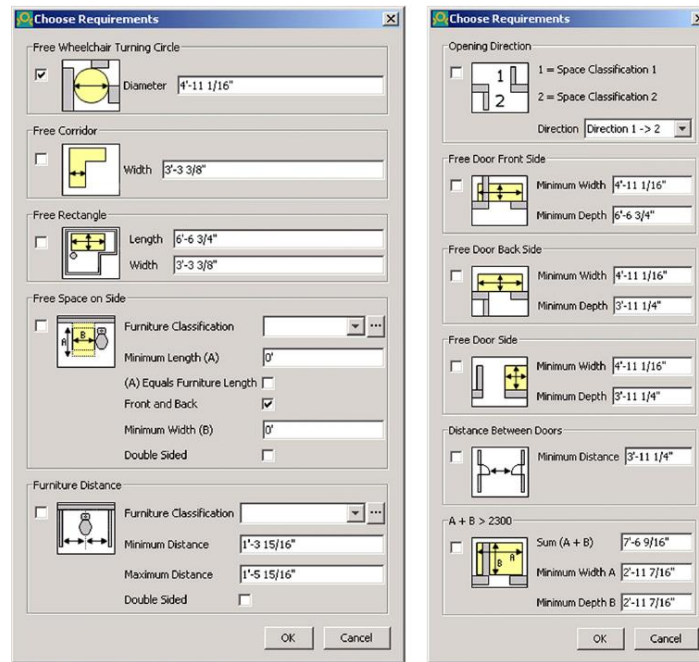 Choose Requirements
Free Wheelchair Turning Circle
Diameter 4'-11 1/16"
Free Corridor
Width 3'-3 3/8"
Free Rectangle
Length 6'-6 3/4"
Width 3'-3 3/8"
Free Space on Side
A B
Furniture Classification ...
Minimum Length (A) 0'
(A) Equals Furniture Length
Front and Back
Minimum Width (B) 0'
Double Sided
Furniture Distance
Furniture Classification ...
Minimum Distance 1'-3 15/16"
Maximum Distance 1'-5 15/16"
Double Sided
OK Cancel
Choose Requirements
Opening Direction
1
2
1 = Space Classification 1
2 = Space Classification 2
Direction Direction 1 -> 2
Free Door Front Side
Minimum Width 4'-11 1/16"
Minimum Depth 6'-6 3/4"
Free Door Back Side
Minimum Width 4'-11 1/16"
Minimum Depth 3'-11 1/4"
Free Door Side
Minimum Width 4'-11 1/16"
Minimum Depth 3'-11 1/4"
Distance Between Doors
Minimum Distance 3'-11 1/4"
A + B > 2300
A
B
Sum (A + B) 7'-6 9/16"
Minimum Width A 2'-11 7/16"
Minimum Depth B 2'-11 7/16"
OK Cancel